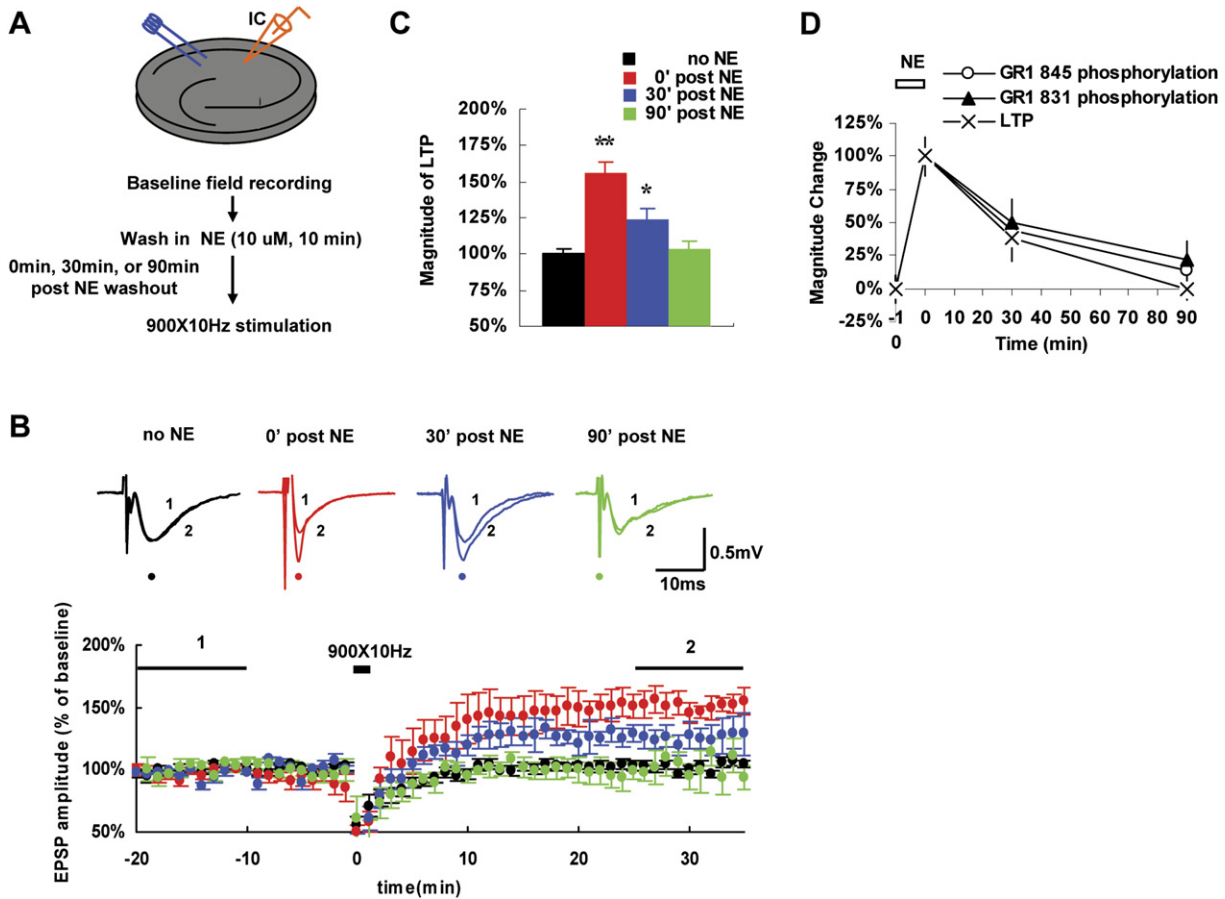 A
IC
Baseline field recording
Wash in NE (10 uM, 10 min)
0min, 30min, or 90min
post NE washout
900X10Hz stimulation
C
no NE
0' post NE
30' post NE
90' post NE
200%
175%
150%
125%
100%
75%
50%
Magnitude of LTP
**
*
D
NE
GR1 845 phosphorylation
GR1 831 phosphorylation
LTP
125%
100%
75%
50%
25%
0%
-25%
Magnitude Change
-1 0 10 20 30 40 50 60 70 80 90
0
Time (min)
B
no NE
0' post NE
30' post NE
90' post NE
1
2
1
2
1
2
1
2
0.5mV
10ms
EPSP amplitude (% of baseline)
200%
150%
100%
50%
1
900X10Hz
2
-20 -10 0 10 20 30
time(min)